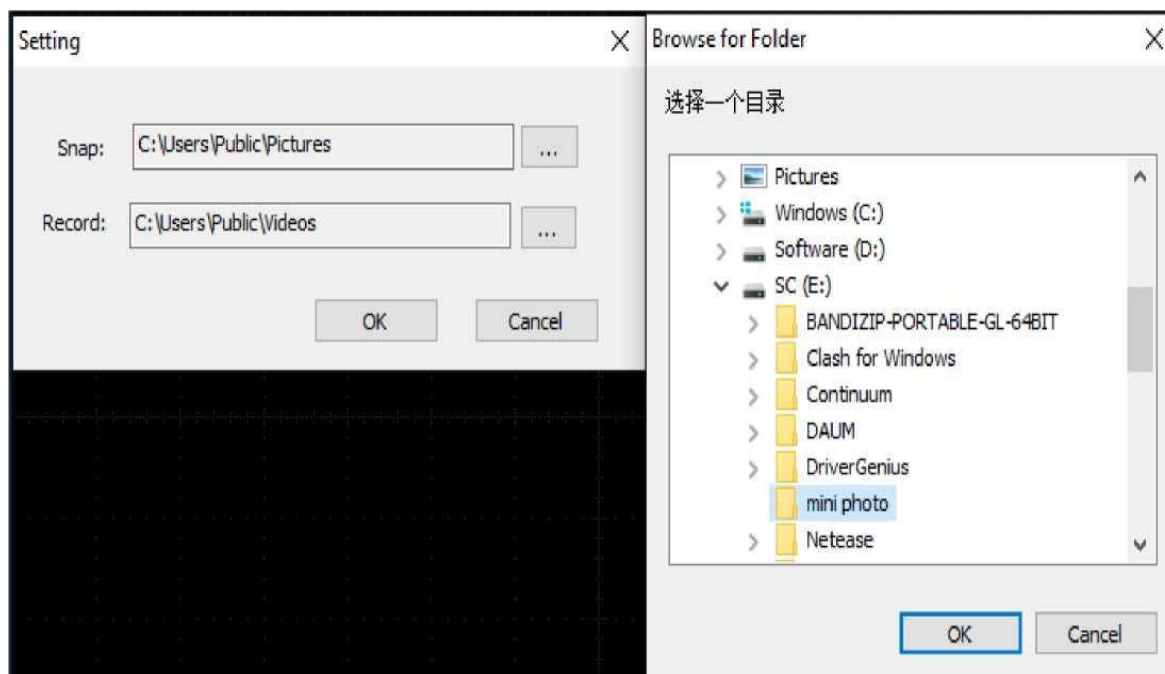 Setting
Snap:
C:\Users\Public\Pictures
...
Record:
C:\Users\Public\Videos
...
OK
Cancel
Browse for Folder
选择一个目录
Pictures
Windows (C:)
Software (D:)
SC (E:)
BANDIZIP-PORTABLE-GL-64BIT
Clash for Windows
Continuum
DAUM
DriverGenius
mini photo
Netease
OK
Cancel